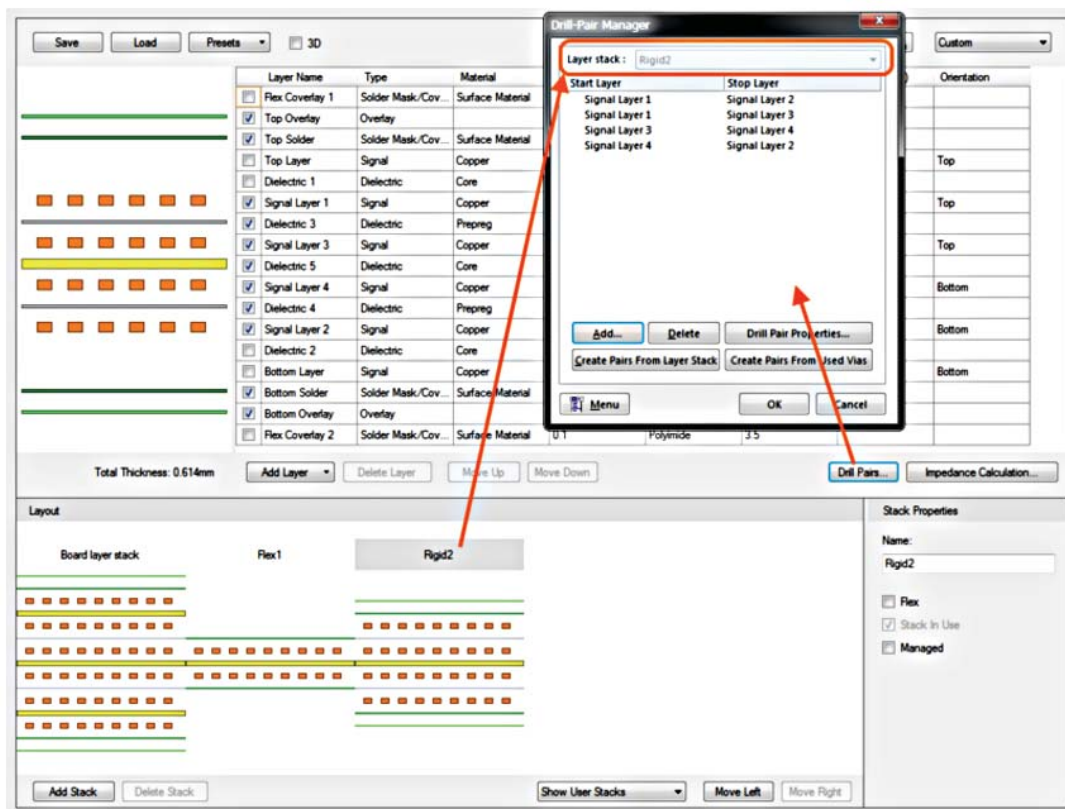 Save Load Presets 3D Custom
Drill-Pair Manager
Layer stack : Rigid2
Start Layer Stop Layer
Signal Layer 1 Signal Layer 2
Signal Layer 1 Signal Layer 3
Signal Layer 3 Signal Layer 4
Signal Layer 4 Signal Layer 2
Add... Delete Drill Pair Properties...
Create Pairs From Layer Stack Create Pairs From Used Vias
Menu OK Cancel
Layer Name Type Material Orientation
Flex Coverlay 1 Solder Mask/Cov... Surface Material
Top Overlay Overlay
Top Solder Solder Mask/Cov... Surface Material
Top Layer Signal Copper Top
Dielectric 1 Dielectric Core
Signal Layer 1 Signal Copper Top
Dielectric 3 Dielectric Prepreg
Signal Layer 3 Signal Copper Top
Dielectric 5 Dielectric Core
Signal Layer 4 Signal Copper Bottom
Dielectric 4 Dielectric Prepreg
Signal Layer 2 Signal Copper Bottom
Dielectric 2 Dielectric Core
Bottom Layer Signal Copper Bottom
Bottom Solder Solder Mask/Cov... Surface Material
Bottom Overlay Overlay
Flex Coverlay 2 Solder Mask/Cov... Surface Material 0.1 Polyimide 3.5
Total Thickness: 0.614mm Add Layer Delete Layer Move Up Move Down Drill Pairs... Impedance Calculation...
Layout
Board layer stack Flex1 Rigid2
Stack Properties
Name:
Rigid2
Flex
Stack In Use
Managed
Add Stack Delete Stack Show User Stacks Move Left Move Right